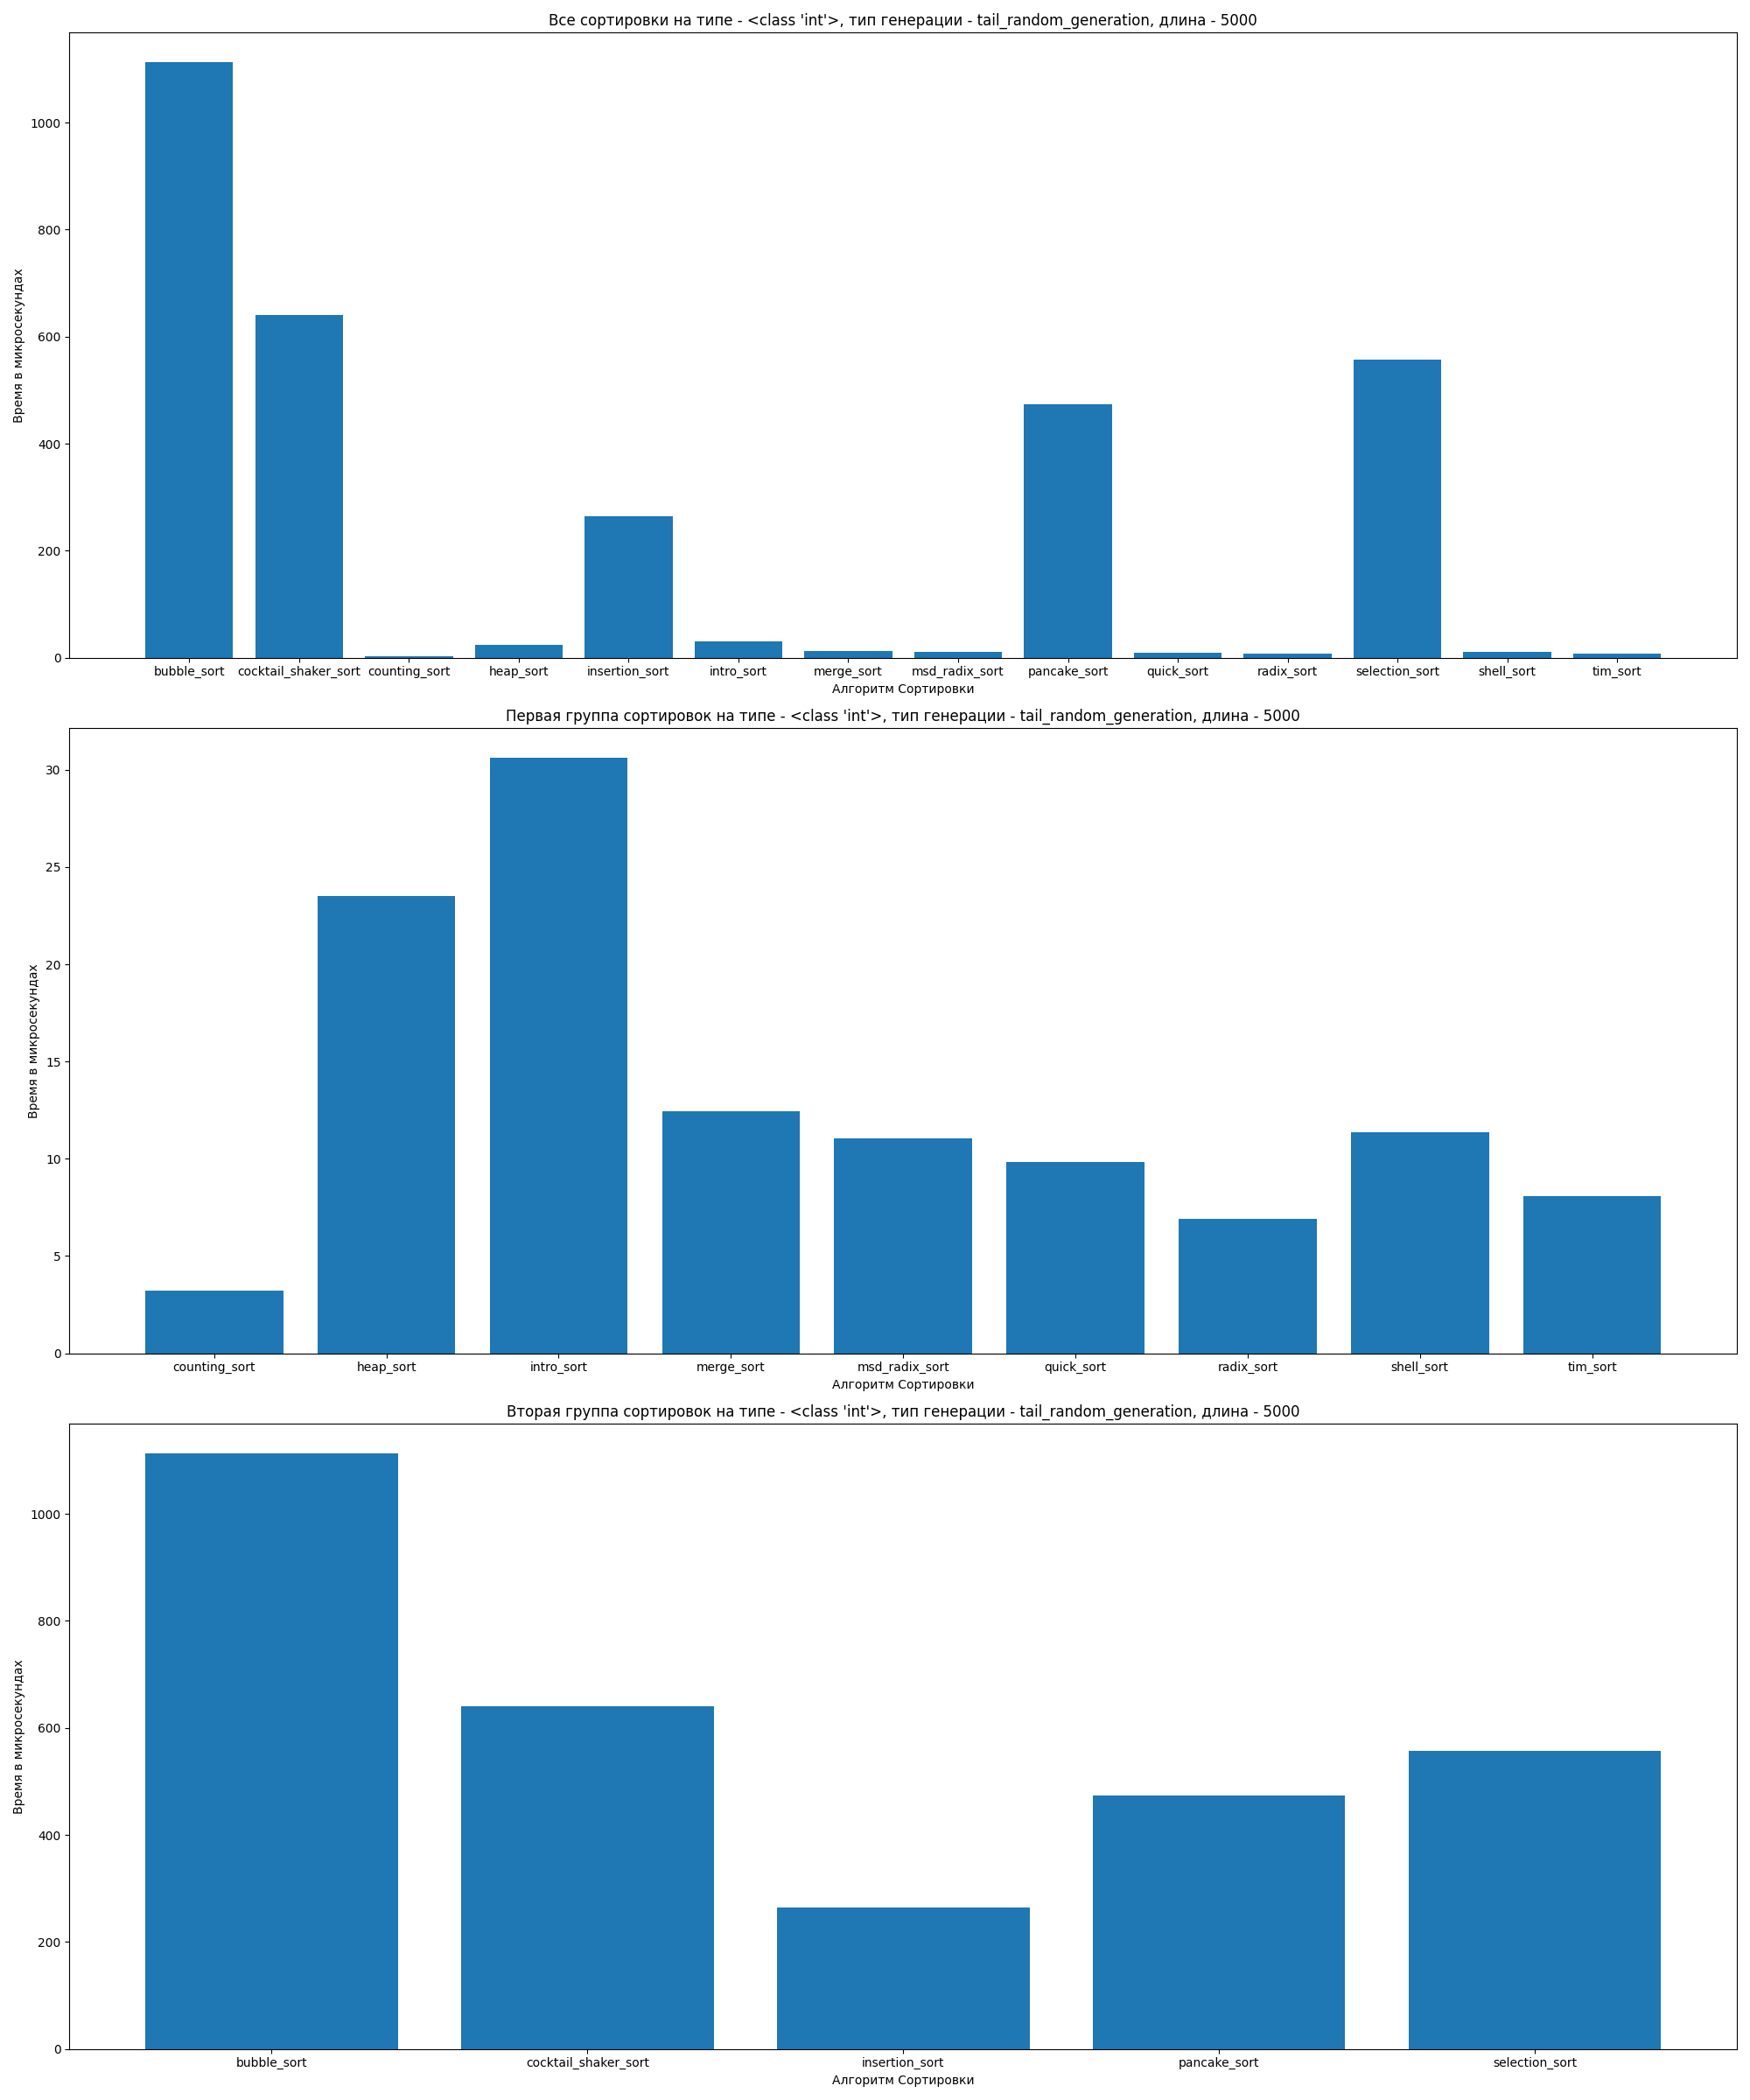 Все сортировки на типе - <class 'int'>, тип генерации - tail_random_generation, длина - 5000
1000
800
600
400
200
0
Время в микросекундах
bubble_sort cocktail_shaker_sort counting_sort heap_sort insertion_sort intro_sort merge_sort msd_radix_sort pancake_sort quick_sort radix_sort selection_sort shell_sort tim_sort
Алгоритм Сортировки
Первая группа сортировок на типе - <class 'int'>, тип генерации - tail_random_generation, длина - 5000
30
25
20
15
10
5
0
Время в микросекундах
counting_sort heap_sort intro_sort merge_sort msd_radix_sort quick_sort radix_sort shell_sort tim_sort
Алгоритм Сортировки
Вторая группа сортировок на типе - <class 'int'>, тип генерации - tail_random_generation, длина - 5000
1000
800
600
400
200
0
Время в микросекундах
bubble_sort cocktail_shaker_sort insertion_sort pancake_sort selection_sort
Алгоритм Сортировки